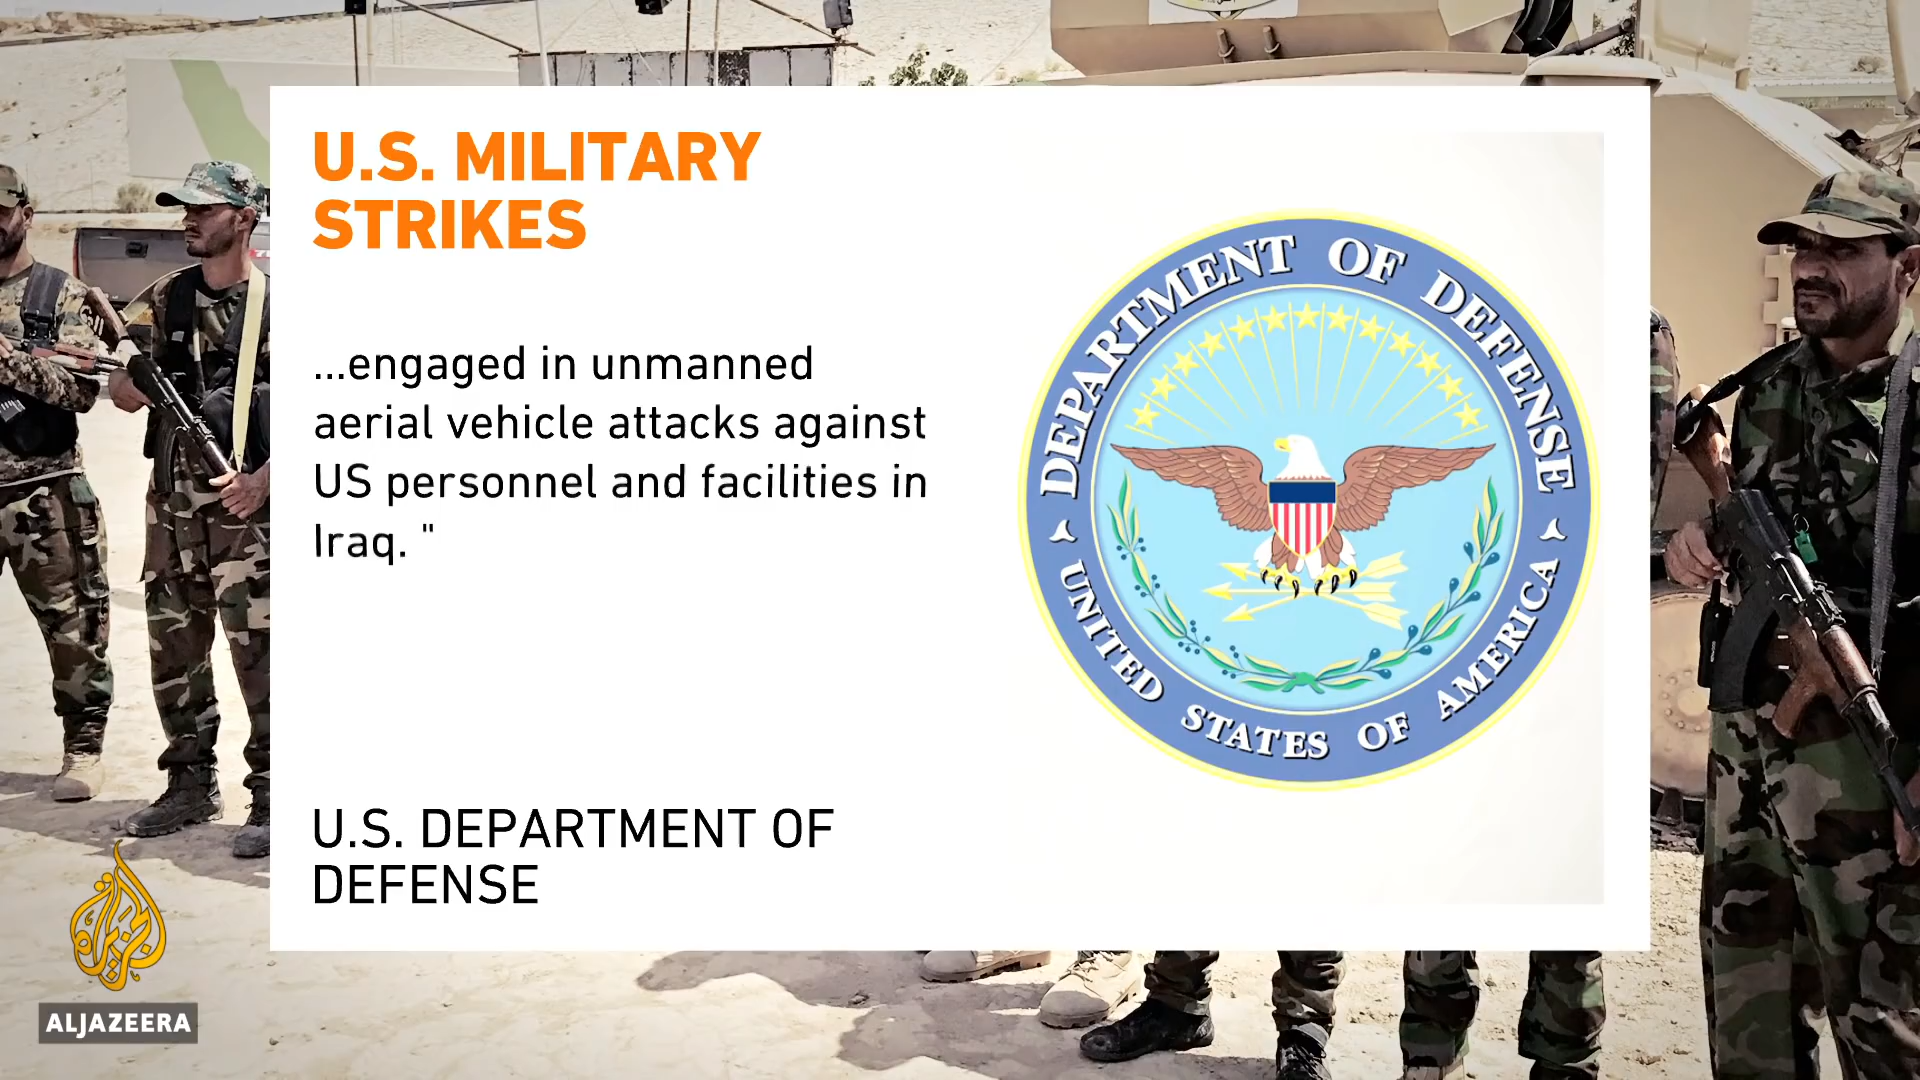 U.S. MILITARY
STRIKES
...engaged in unmanned
aerial vehicle attacks against
US personnel and facilities in
Iraq. "
U.S. DEPARTMENT OF
DEFENSE
DEPARTMENT OF DEFENSE
UNITED STATES OF AMERICA
الجزيرة
ALJAZEERA